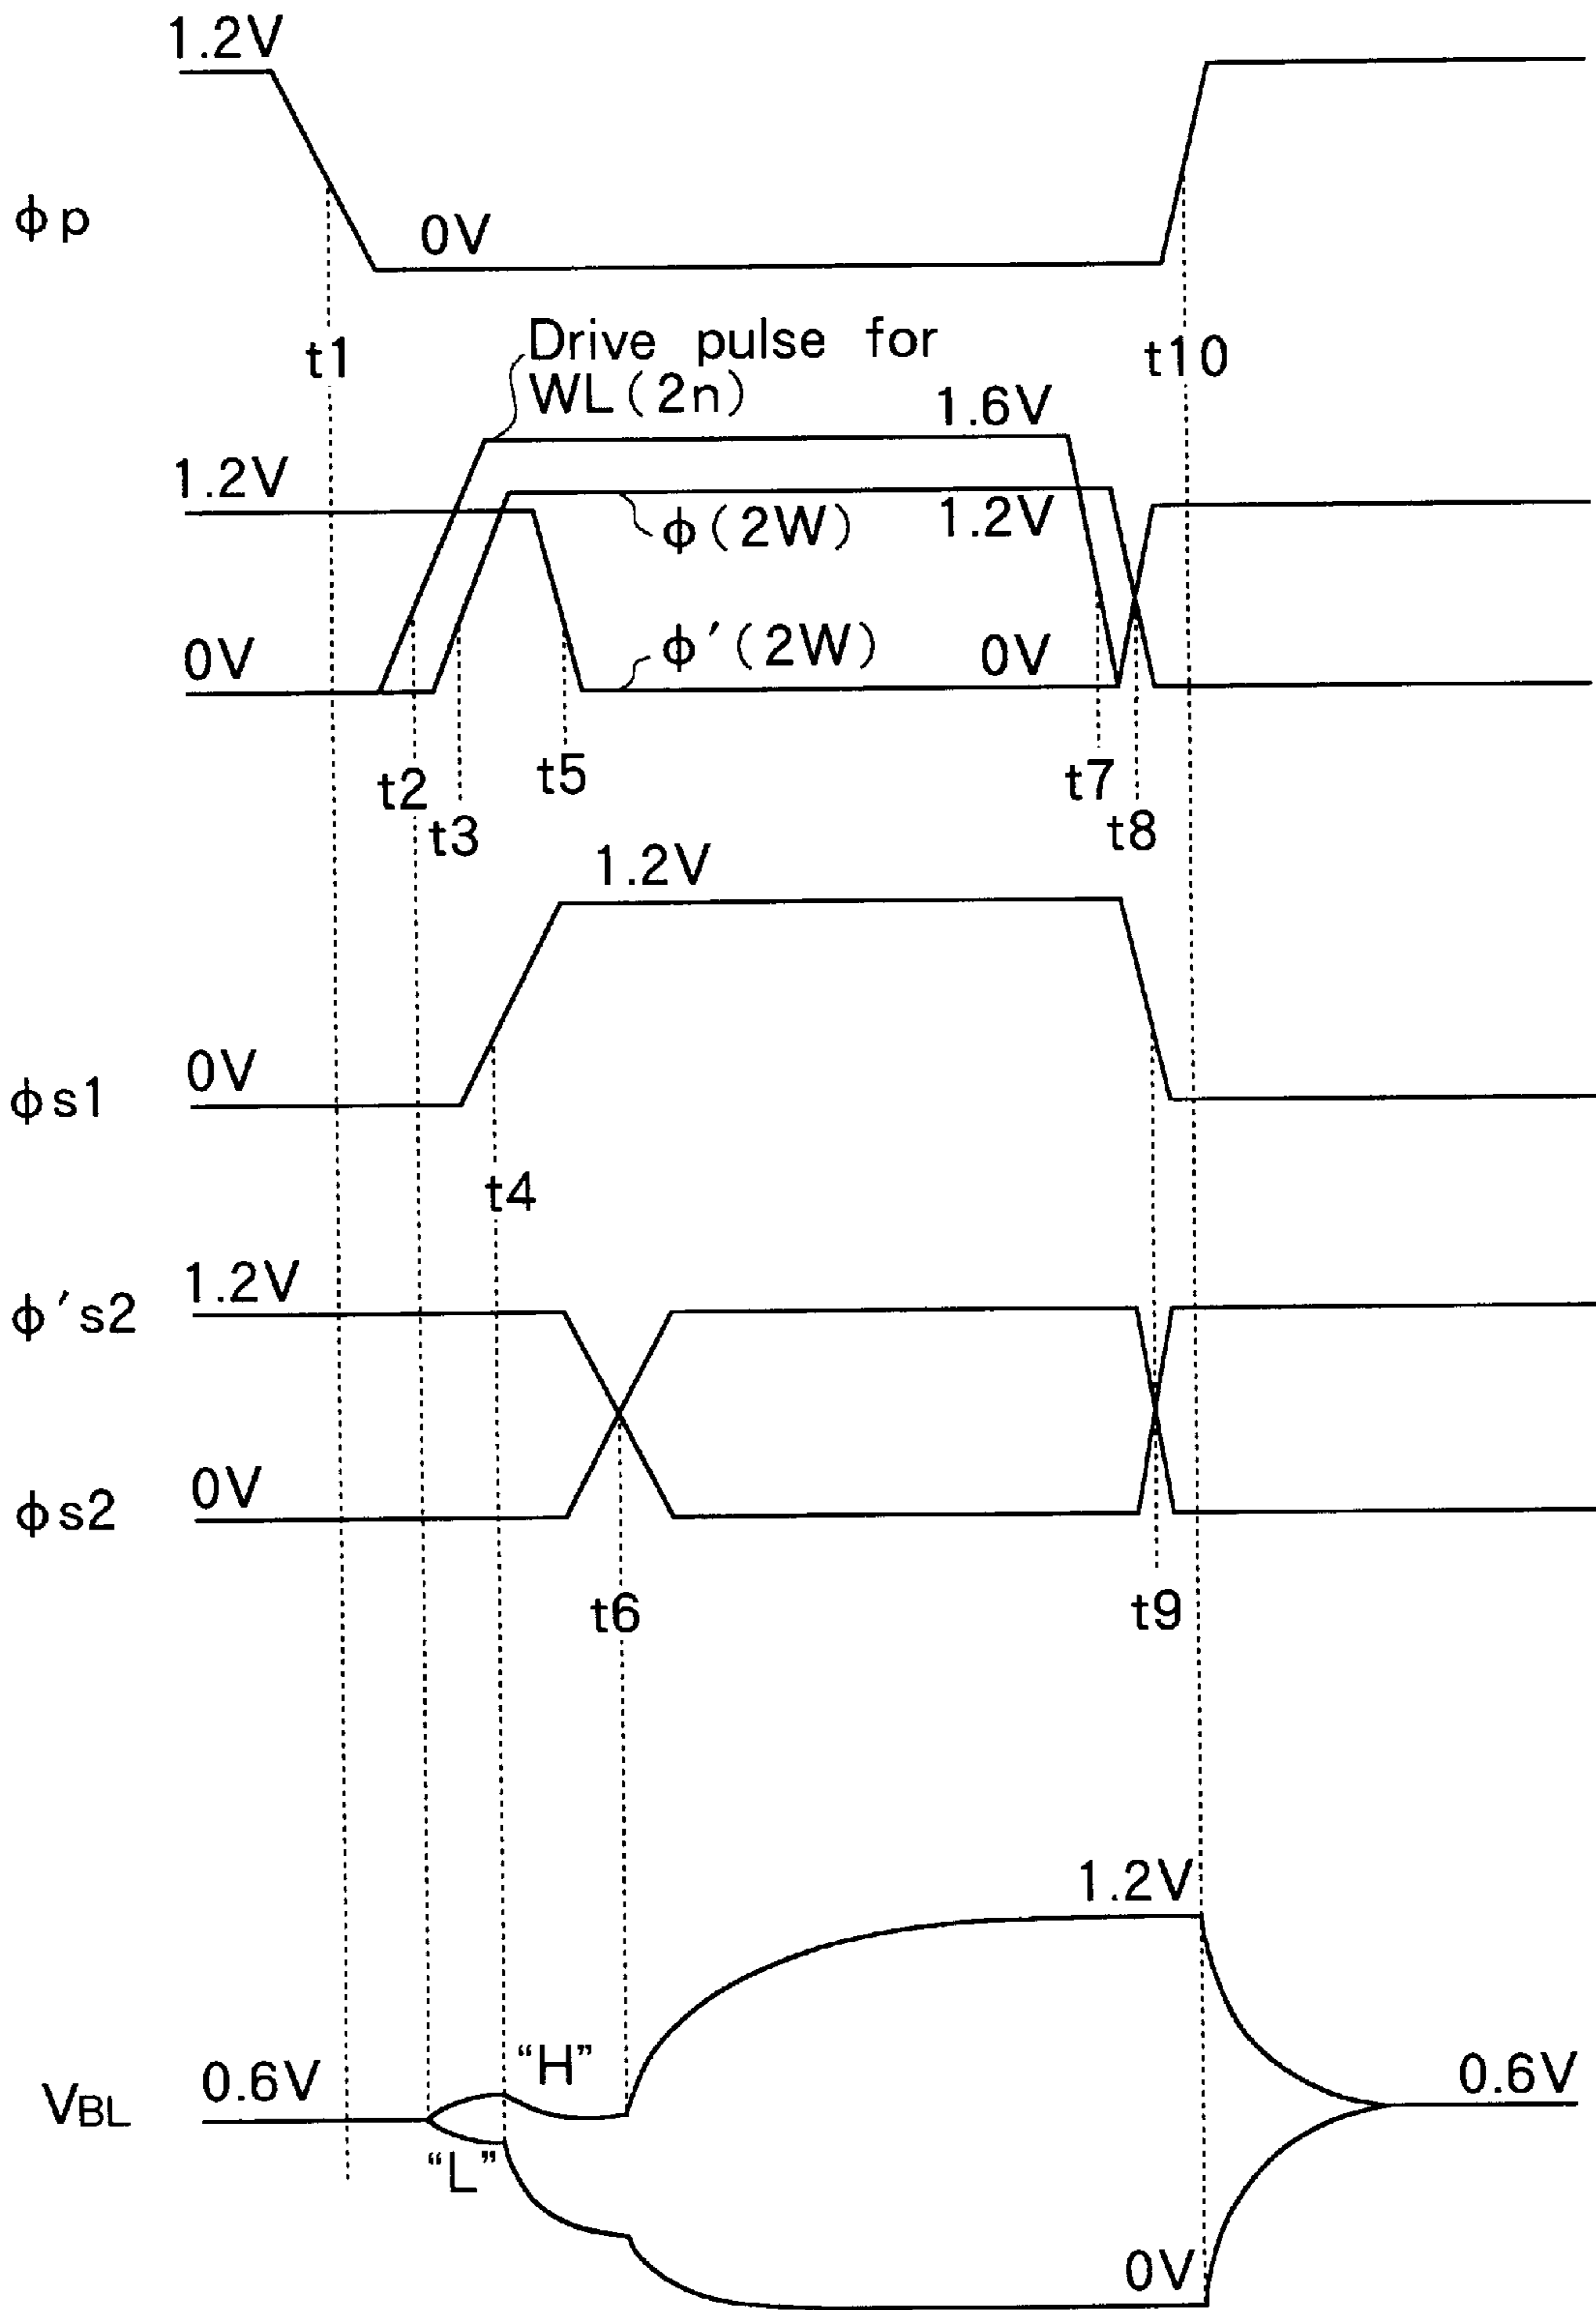 1.2V
ϕp
0V
t1
Drive pulse for
WL(2n)
t10
1.6V
1.2V
ϕ(2W)
1.2V
0V
ϕ′(2W)
0V
t2
t3
t5
t7
t8
1.2V
0V
ϕs1
t4
1.2V
ϕ′s2
0V
ϕs2
t6
t9
1.2V
"H"
0.6V
VBL
0.6V
"L"
0V